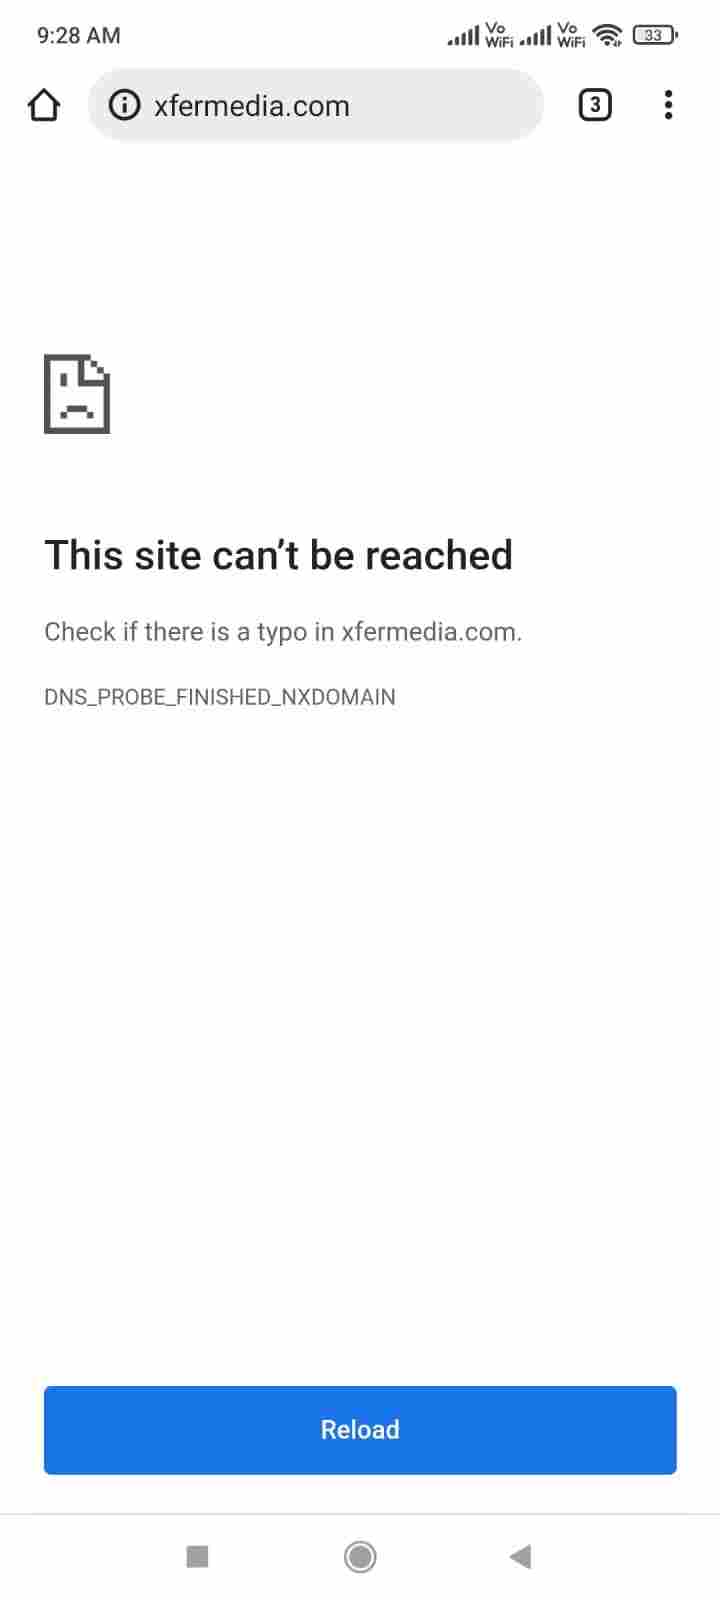 9:28 AM Vo WiFi Vo WiFi 33
xfermedia.com 3
This site can’t be reached
Check if there is a typo in xfermedia.com.
DNS_PROBE_FINISHED_NXDOMAIN
Reload